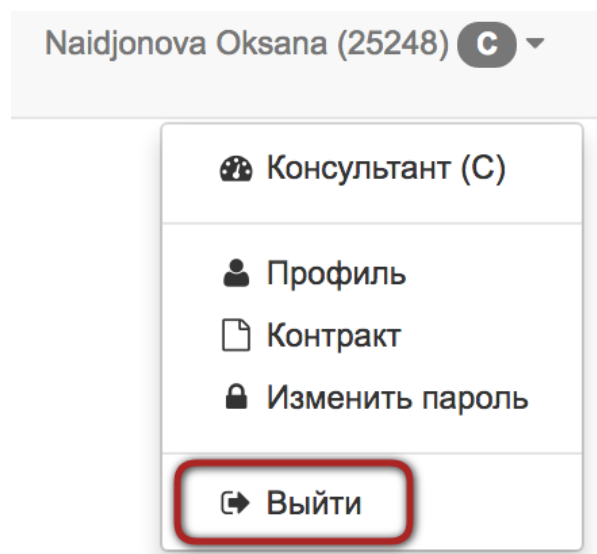 Naidjonova Oksana (25248) C
Консультант (C)
Профиль
Контракт
Изменить пароль
Выйти